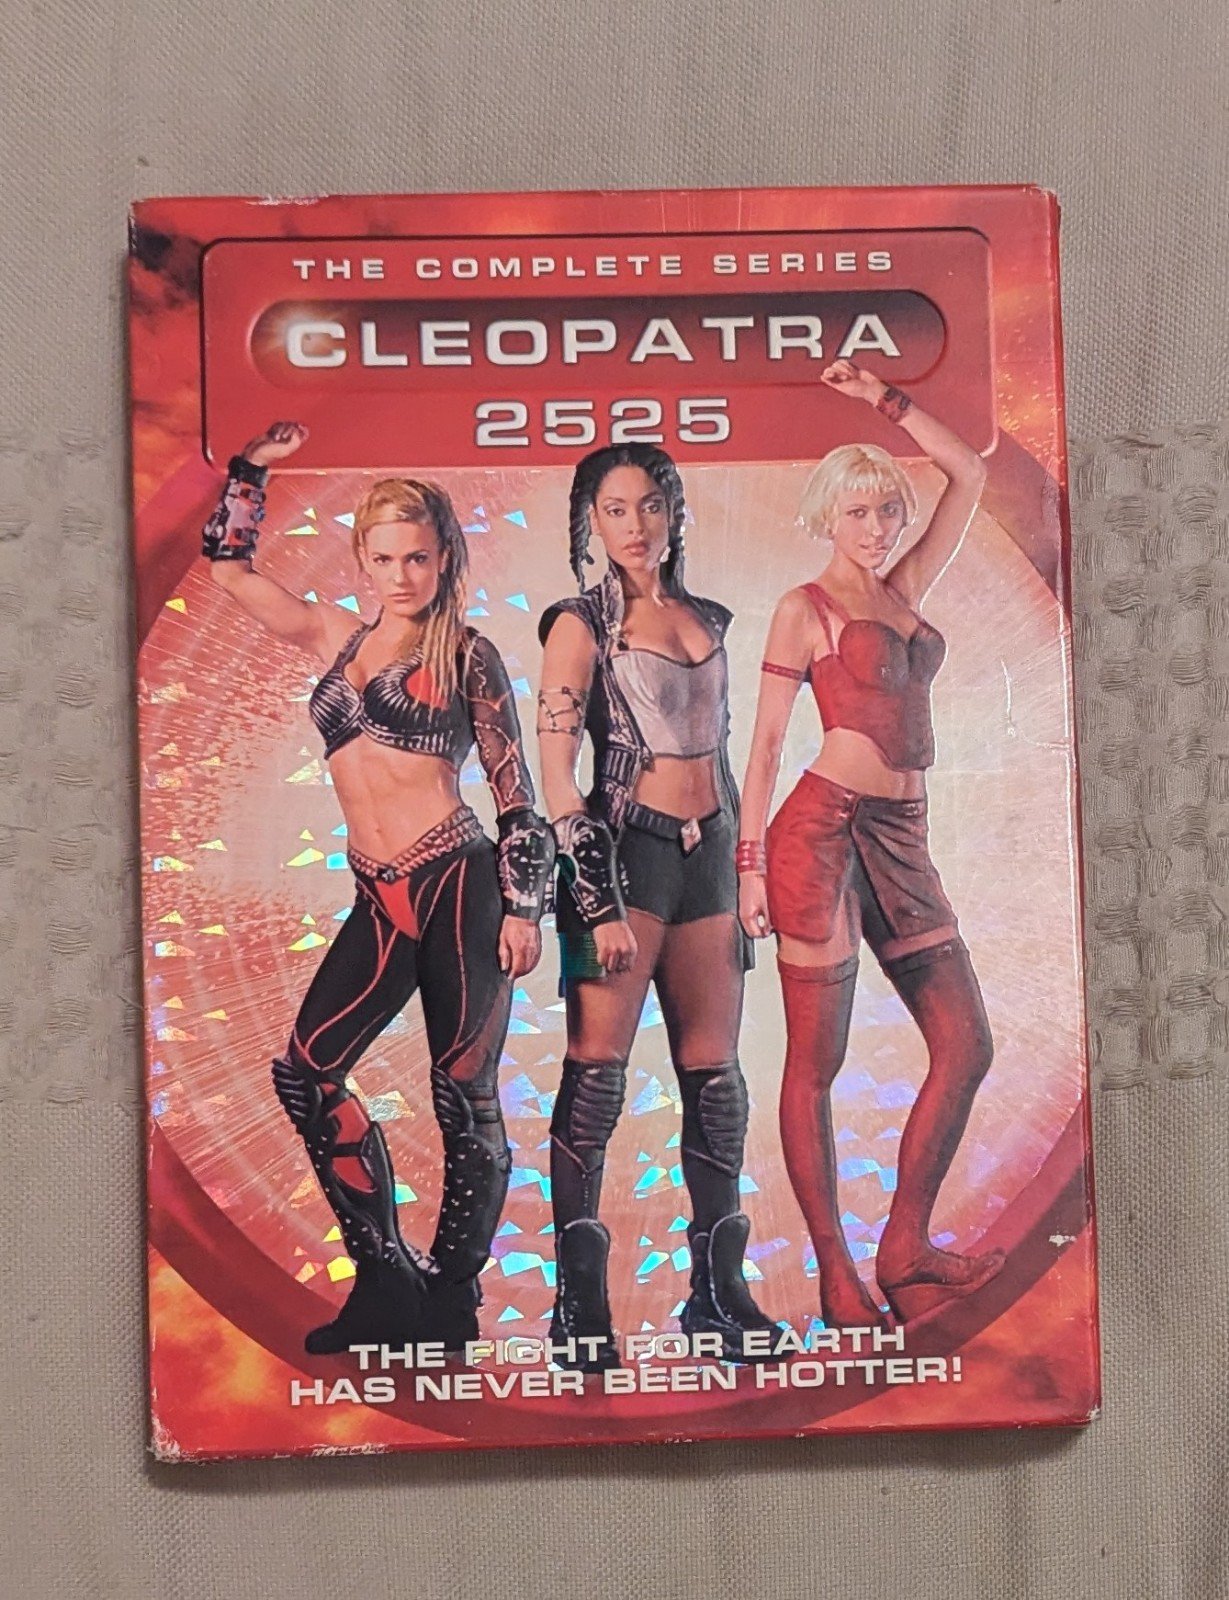 THE COMPLETE SERIES
CLEOPATRA
2525
THE FIGHT FOR EARTH
HAS NEVER BEEN HOTTER!